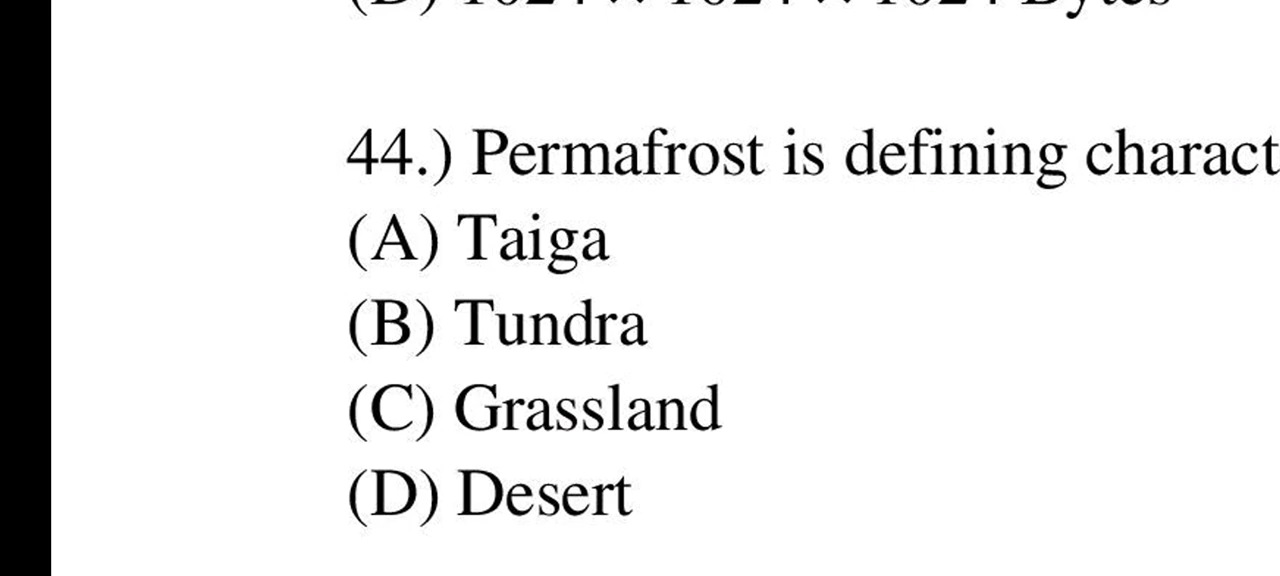 44.) Permafrost is defining charact
(A) Taiga
(B) Tundra
(C) Grassland
(D) Desert